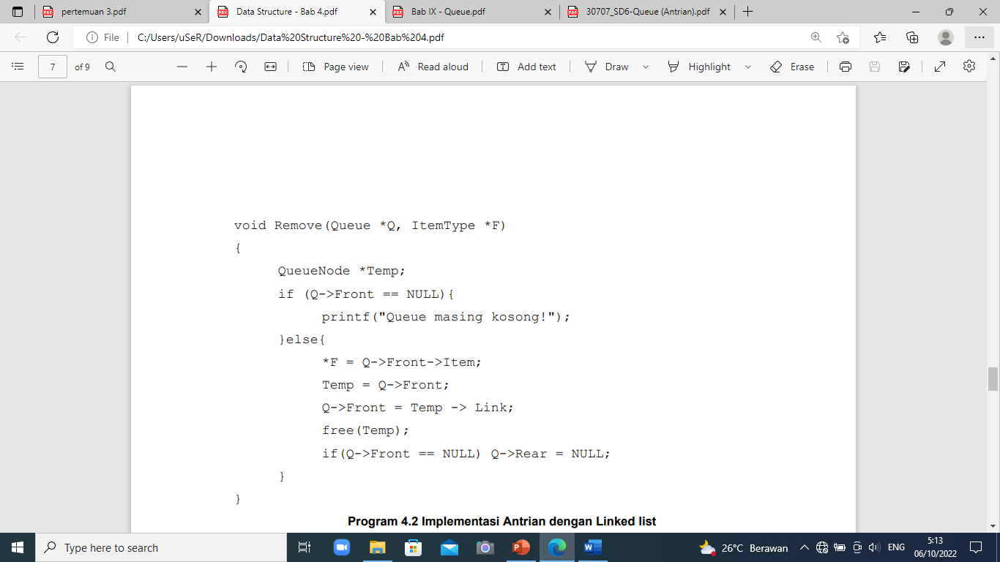 pertemuan 3.pdf
Data Structure - Bab 4.pdf
Bab IX - Queue.pdf
30707_SD6-Queue (Antrian).pdf
File
C:/Users/uSeR/Downloads/Data%20Structure%20-%20Bab%204.pdf
7 of 9
Page view
Read aloud
Add text
Draw
Highlight
Erase
void Remove(Queue *Q, ItemType *F)
{
QueueNode *Temp;
if (Q->Front == NULL){
printf("Queue masing kosong!");
}else{
*F = Q->Front->Item;
Temp = Q->Front;
Q->Front = Temp -> Link;
free(Temp);
if(Q->Front == NULL) Q->Rear = NULL;
}
}
Program 4.2 Implementasi Antrian dengan Linked list
Type here to search
26°C Berawan
ENG
5:13
06/10/2022